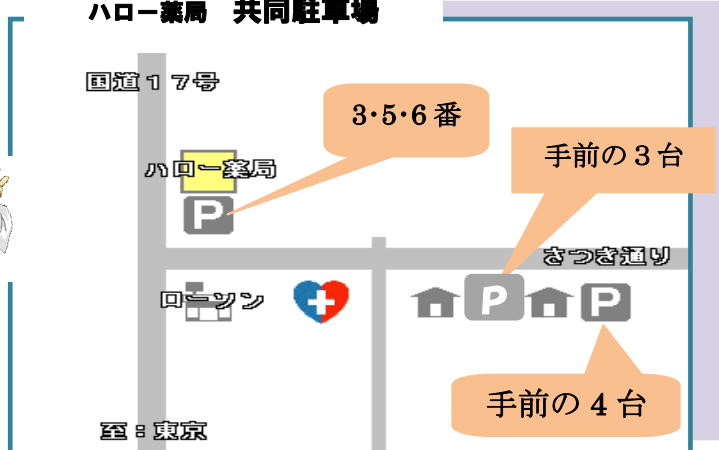 ハロー薬局　共同駐車場
国道１７号
3・5・6 番
手前の３台
ハロー薬局
P
さつき通り
ローソン
P
P
手前の 4 台
至：東京